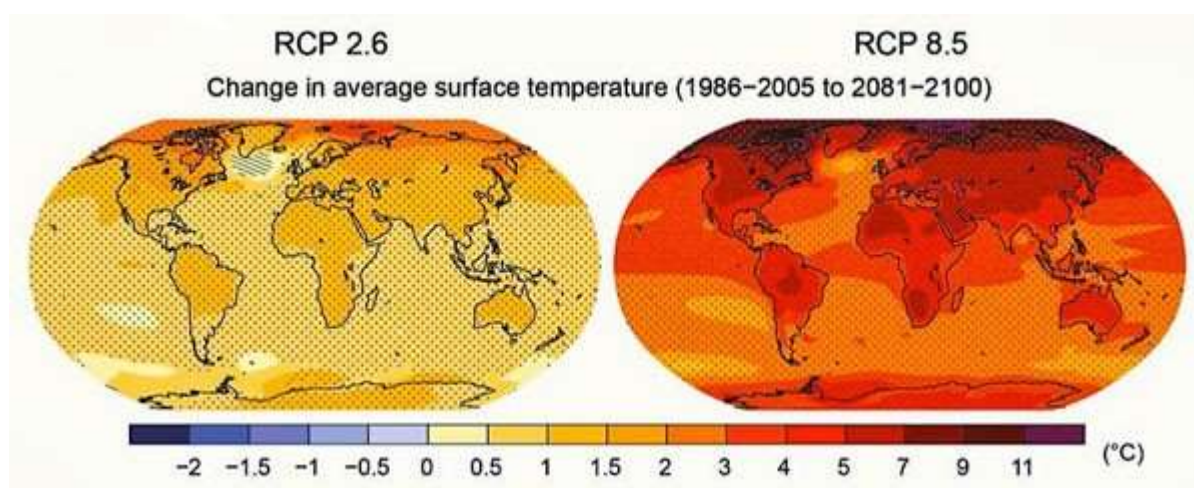 RCP 2.6 RCP 8.5
Change in average surface temperature (1986−2005 to 2081−2100)
−2 −1.5 −1 −0.5 0 0.5 1 1.5 2 3 4 5 7 9 11 (°C)